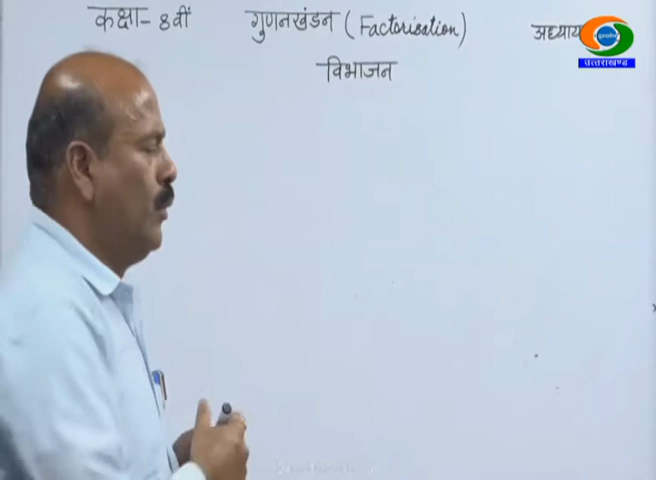 कक्षा- 8वीं गुणनखंडन (Factorisation) अध्याय
विभाजन
उत्तराखण्ड